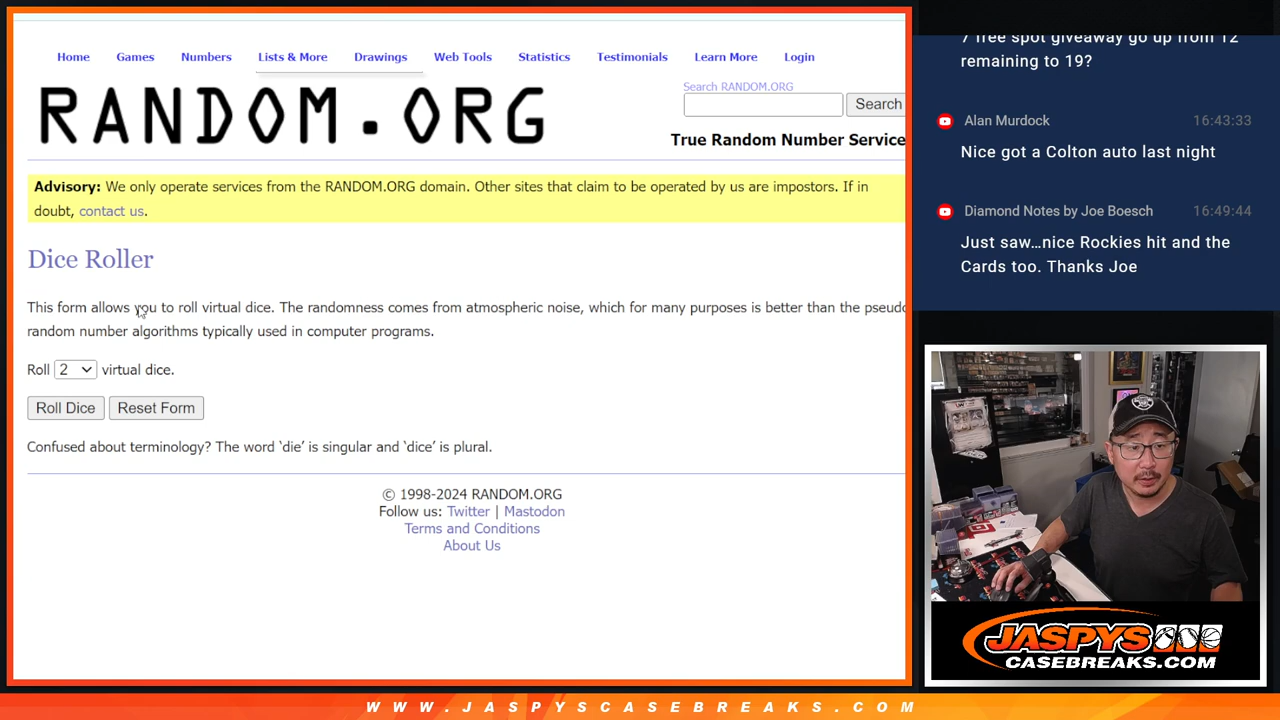 Home Games Numbers Lists & More Drawings Web Tools Statistics Testimonials Learn More Login
RANDOM.ORG
Search RANDOM.ORG
Search
True Random Number Service
Advisory: We only operate services from the RANDOM.ORG domain. Other sites that claim to be operated by us are impostors. If in
doubt, contact us.
Dice Roller
This form allows you to roll virtual dice. The randomness comes from atmospheric noise, which for many purposes is better than the pseudo
random number algorithms typically used in computer programs.
Roll 2 virtual dice.
Roll Dice Reset Form
Confused about terminology? The word ‘die’ is singular and ‘dice’ is plural.
© 1998-2024 RANDOM.ORG
Follow us: Twitter | Mastodon
Terms and Conditions
About Us
7 free spot giveaway go up from 12
remaining to 19?
Alan Murdock 16:43:33
Nice got a Colton auto last night
Diamond Notes by Joe Boesch 16:49:44
Just saw...nice Rockies hit and the
Cards too. Thanks Joe
JASPYS
CASEBREAKS.COM
WWW.JASPYSCASEBREAKS.COM